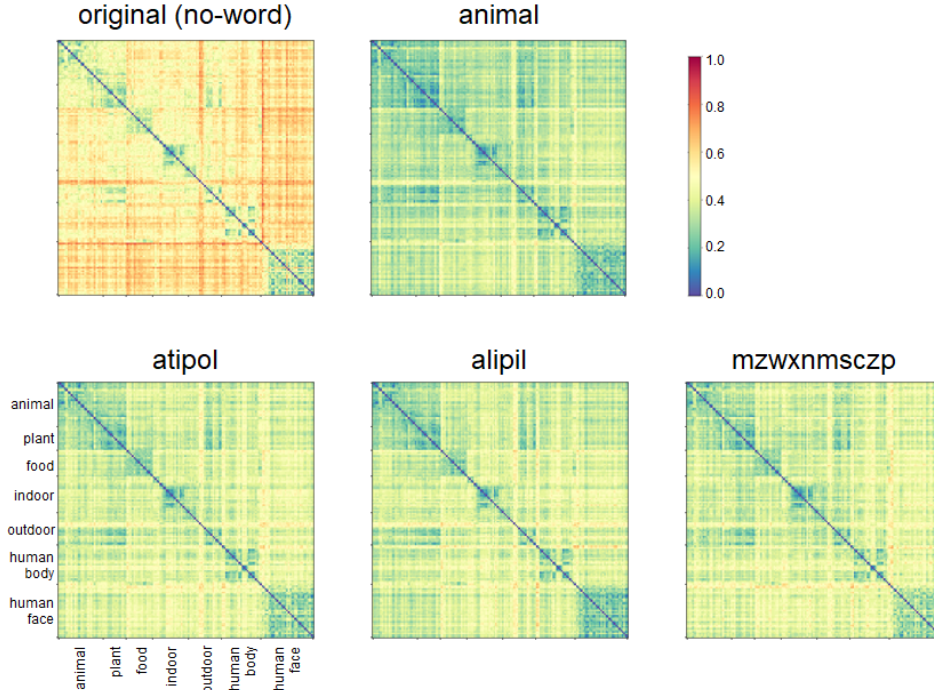 original (no-word)
animal
1.0
0.8
0.6
0.4
0.2
0.0
atipol
alipil
mzwxnmsczp
animal
plant
food
indoor
outdoor
human
body
human
face
animal
plant
food
indoor
outdoor
human
body
human
face